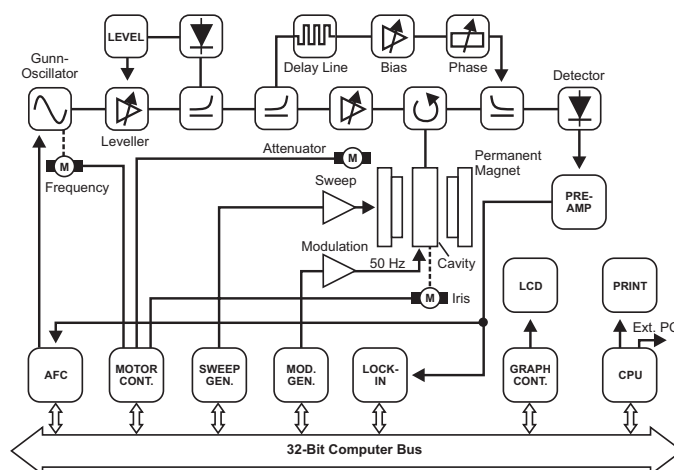 LEVEL
Gunn-
Oscillator
Delay Line
Bias
Phase
Detector
Leveller
Attenuator
M
Permanent
Magnet
M
Frequency
Sweep
PRE-
AMP
Modulation
50 Hz
Cavity
LCD
PRINT
M
Iris
Ext. PC
AFC
MOTOR
CONT.
SWEEP
GEN.
MOD.
GEN.
LOCK-
IN
GRAPH
CONT.
CPU
32-Bit Computer Bus